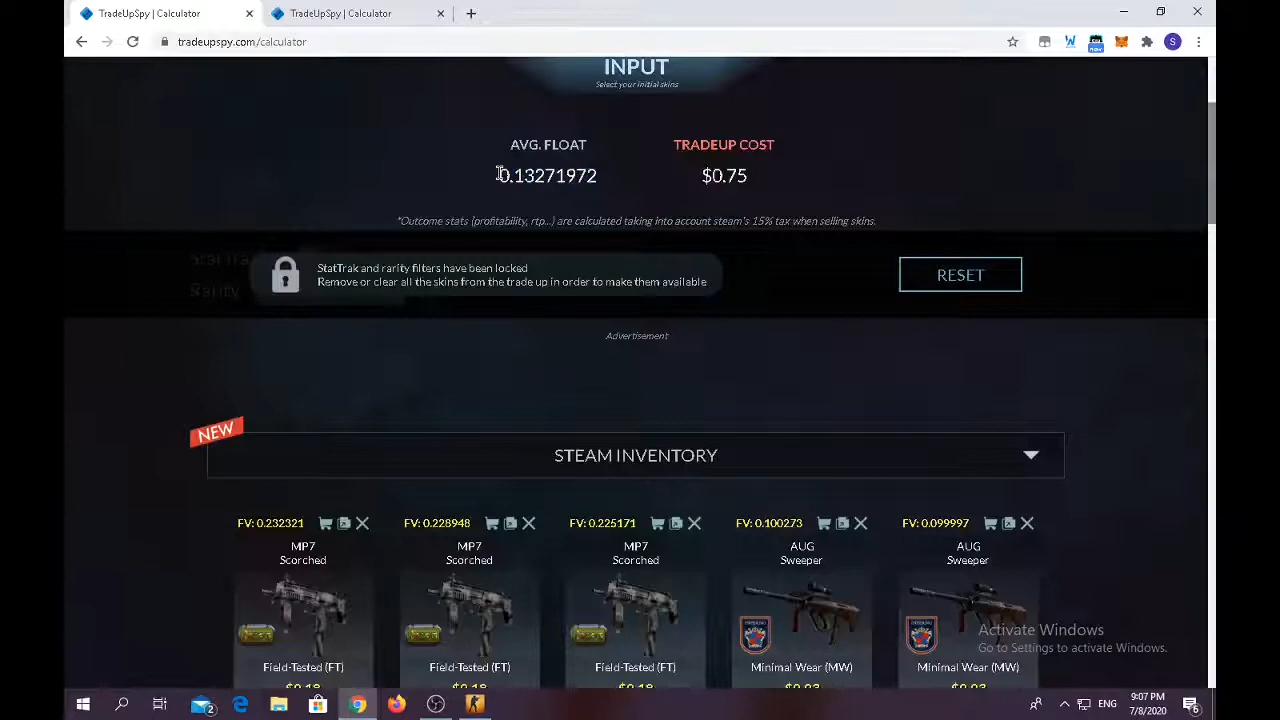 TradeUpSpy | Calculator
TradeUpSpy | Calculator
tradeupspy.com/calculator
INPUT
Select your initial skins
AVG. FLOAT
TRADEUP COST
0.13271972
$0.75
*Outcome stats (profitability, rtp...) are calculated taking into account steam's 15% tax when selling skins.
StatTrak and rarity filters have been locked
Remove or clear all the skins from the trade up in order to make them available
Rarity
RESET
Advertisement
NEW
STEAM INVENTORY
FV: 0.232321
FV: 0.228948
FV: 0.225171
FV: 0.100273
FV: 0.099997
MP7
MP7
MP7
AUG
AUG
Scorched
Scorched
Scorched
Sweeper
Sweeper
Field-Tested (FT)
Field-Tested (FT)
Field-Tested (FT)
Minimal Wear (MW)
Minimal Wear (MW)
Activate Windows
Go to Settings to activate Windows.
ENG
9:07 PM
7/8/2020